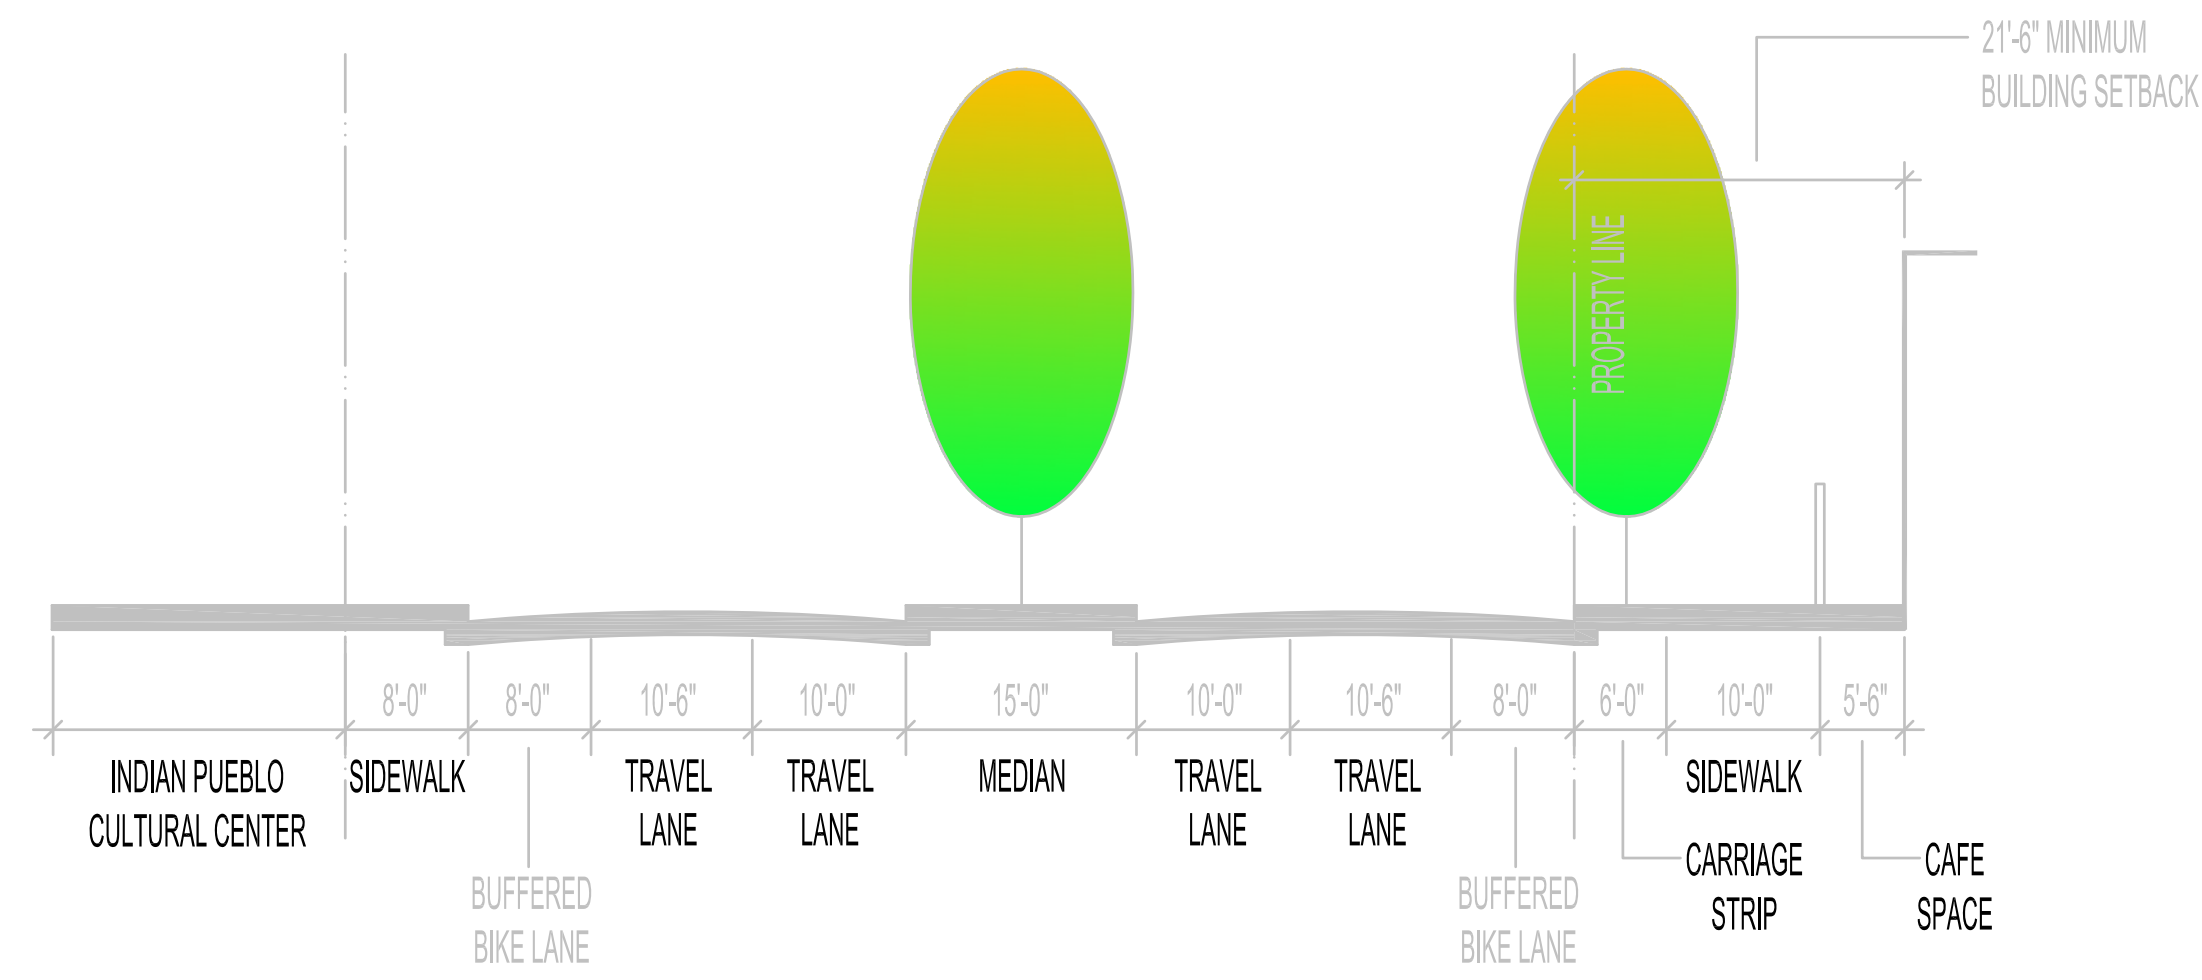 21'-6" MINIMUM
BUILDING SETBACK
PROPERTY LINE
8'-0"
8'-0"
10'-6"
10'-0"
15'-0"
10'-0"
10'-6"
8'-0"
6'-0"
10'-0"
5'-6"
INDIAN PUEBLO
CULTURAL CENTER
SIDEWALK
BUFFERED
BIKE LANE
TRAVEL
LANE
TRAVEL
LANE
MEDIAN
TRAVEL
LANE
TRAVEL
LANE
BUFFERED
BIKE LANE
SIDEWALK
CARRIAGE
STRIP
CAFE
SPACE